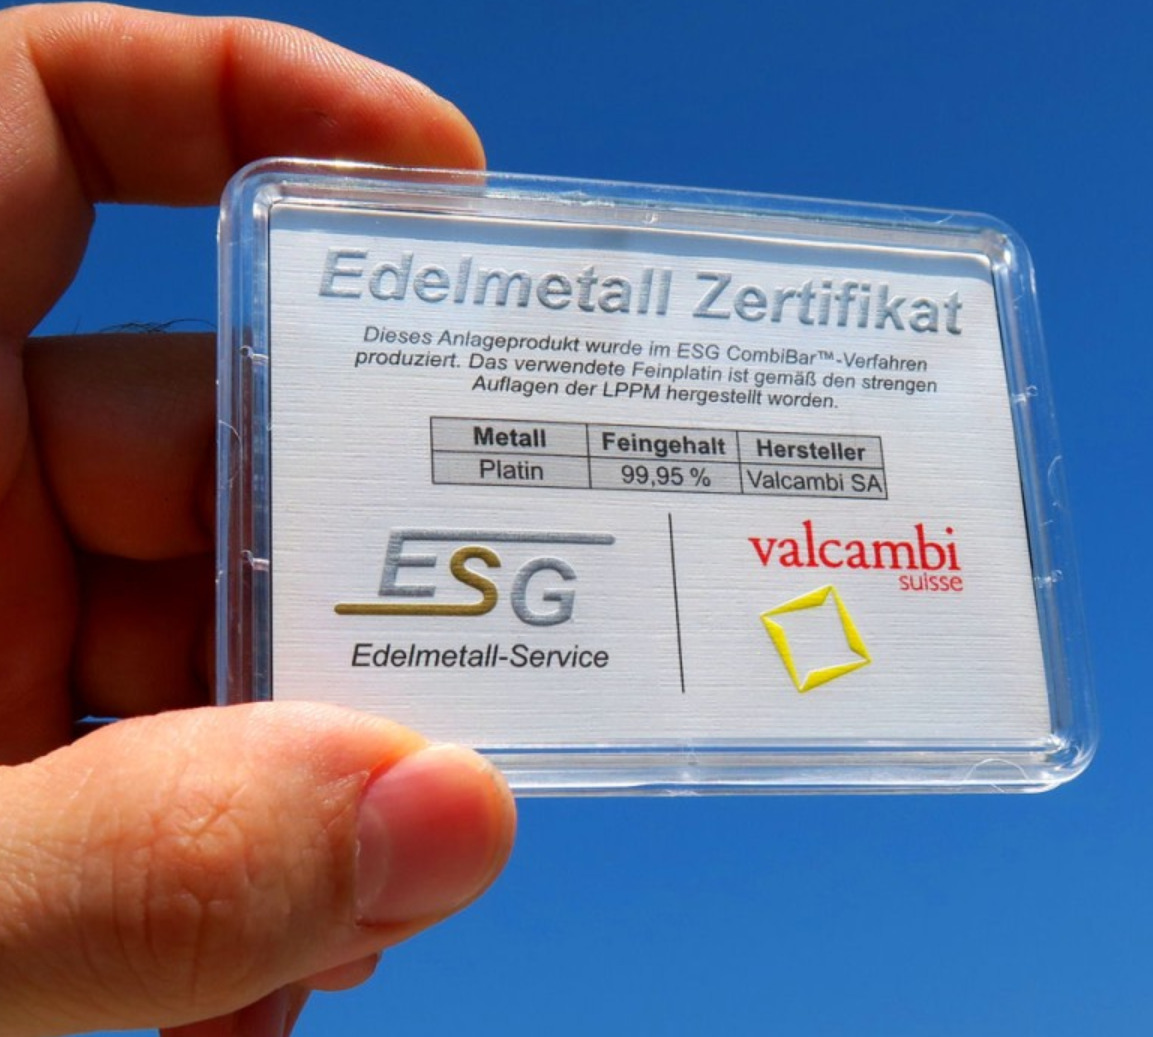 Edelmetall Zertifikat
Dieses Anlageprodukt wurde im ESG CombiBar™-Verfahren
produziert. Das verwendete Feinplatin ist gemäß den strengen
Auflagen der LPPM hergestellt worden.
Metall Feingehalt Hersteller
Platin 99,95 % Valcambi SA
ESG
Edelmetall-Service
valcambi
suisse